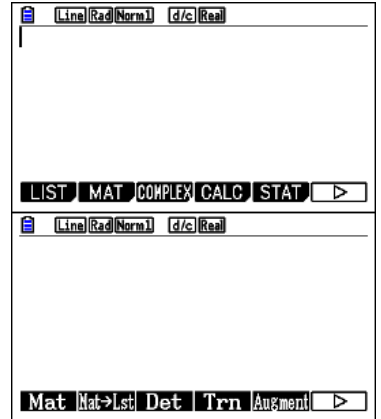 Line Rad Norm1 d/c Real
LIST MAT COMPLEX CALC STAT ▷
Line Rad Norm1 d/c Real
Mat Mat→Lst Det Trn Augment ▷